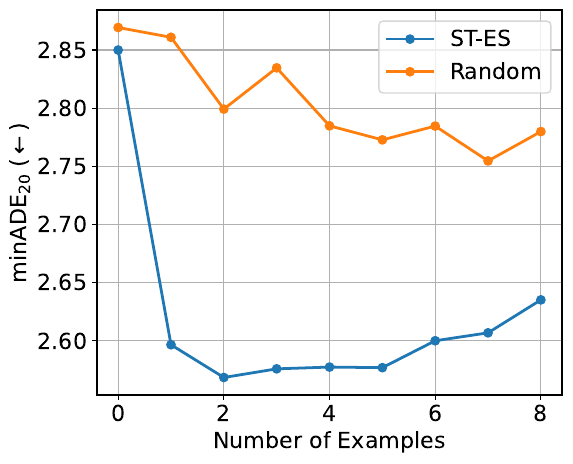 ST-ES
Random
2.85
2.80
2.75
2.70
2.65
2.60
minADE₂₀ (←)
0 2 4 6 8
Number of Examples